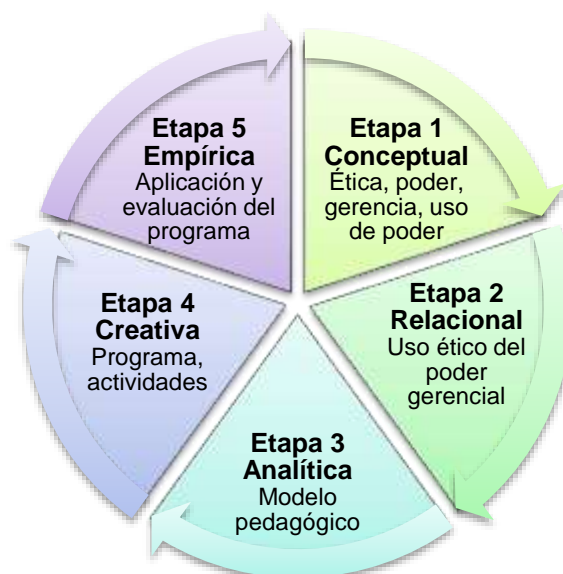 Etapa 1
Conceptual
Ética, poder,
gerencia, uso
de poder
Etapa 2
Relacional
Uso ético del
poder
gerencial
Etapa 3
Analítica
Modelo
pedagógico
Etapa 4
Creativa
Programa,
actividades
Etapa 5
Empírica
Aplicación y
evaluación del
programa